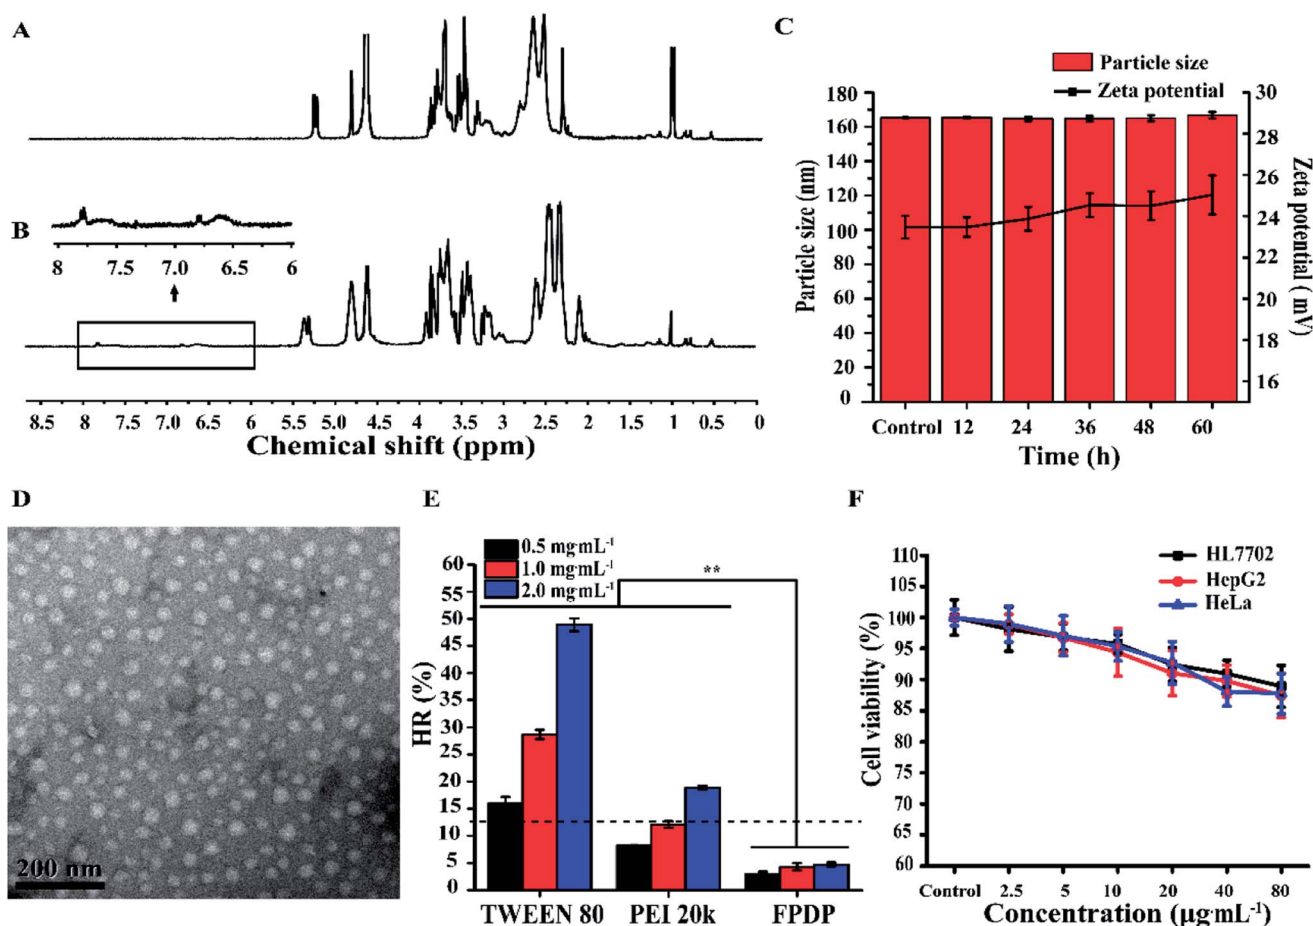 A
B
8 7.5 7.0 6.5 6
8.5 8 7.5 7.0 6.5 6 5.5 5 4.5 4 3.5 3 2.5 2 1.5 1 0.5 0
Chemical shift (ppm)
C
Particle size
Zeta potential
Particle size (nm)
180
160
140
120
100
80
60
40
20
0
30
28
26
24
22
20
18
16
Zeta potential ( mV)
Control 12 24 36 48 60
Time (h)
D
200 nm
E
0.5 mg·mL⁻¹
1.0 mg·mL⁻¹
2.0 mg·mL⁻¹
**
HR (%)
60
55
50
45
40
35
30
25
20
15
10
5
0
TWEEN 80 PEI 20k FPDP
F
HL7702
HepG2
HeLa
Cell viability (%)
110
105
100
95
90
85
80
75
70
65
60
Control 2.5 5 10 20 40 80
Concentration (μg·mL⁻¹)